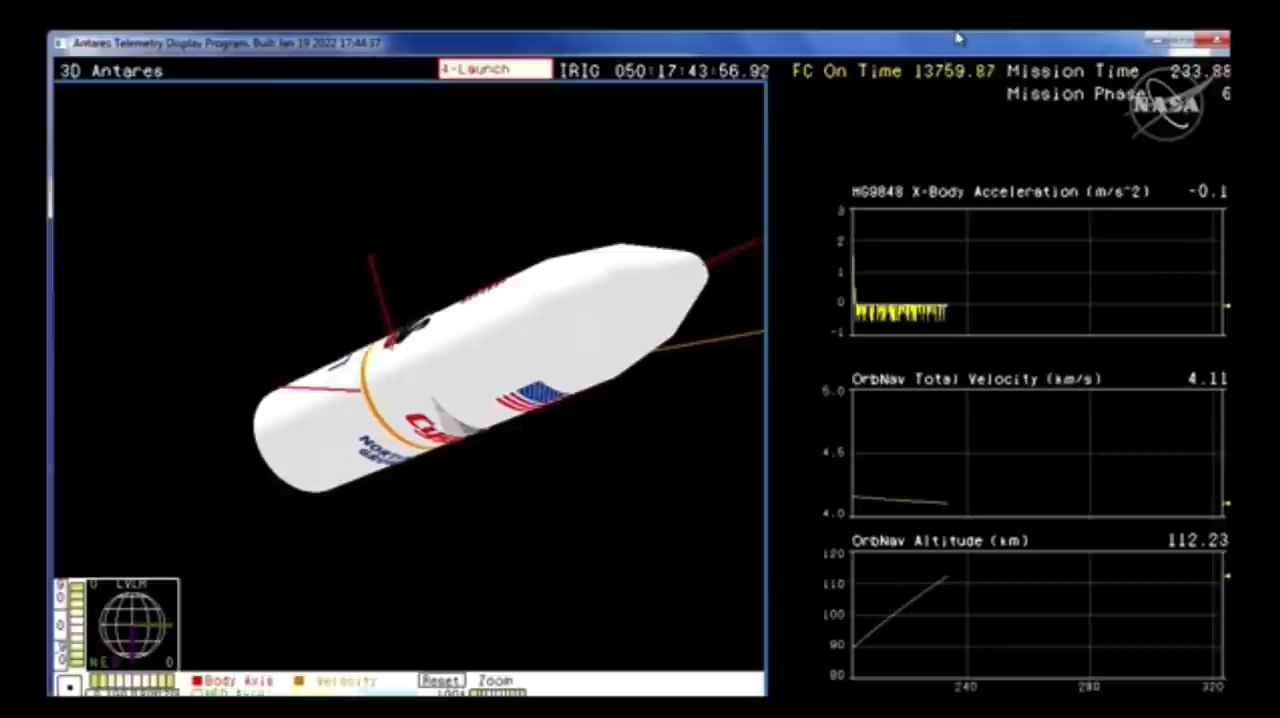 Antares Telemetry Display Program. Built Jan 19 2022 17:44:37
3D Antares
4-Launch
IRIG 050:17:43:56.92
FC On Time 13759.87
Mission Time 233.88
Mission Phase 6
NASA
HG9848 X-Body Acceleration (m/s^2) -0.1
3
2
1
0
-1
OrbNav Total Velocity (km/s) 4.11
5.0
4.5
4.0
OrbNav Altitude (km) 112.23
120
110
100
90
80
240 280 320
LVLH
N E
0
Body Axis
Velocity
Reset
Zoom